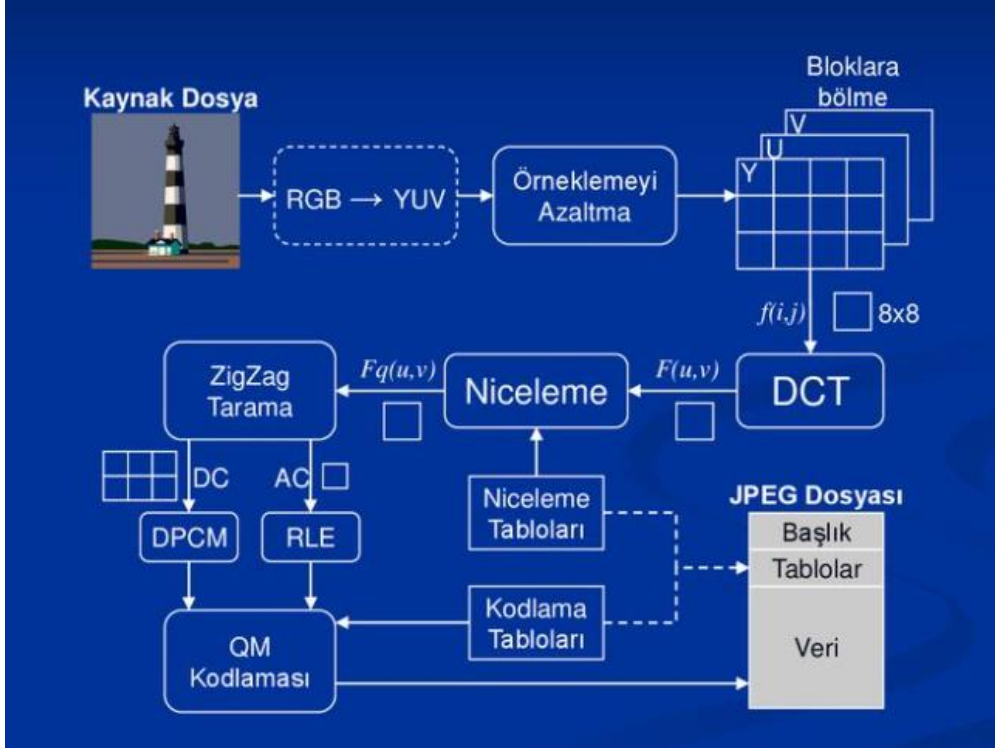 Kaynak Dosya
RGB → YUV
Örneklemeyi
Azaltma
Bloklara
bölme
V
U
Y
f(i,j)
8x8
DCT
F(u,v)
Niceleme
Fq(u,v)
ZigZag
Tarama
DC
AC
DPCM
RLE
Niceleme
Tabloları
Kodlama
Tabloları
QM
Kodlaması
JPEG Dosyası
Başlık
Tablolar
Veri